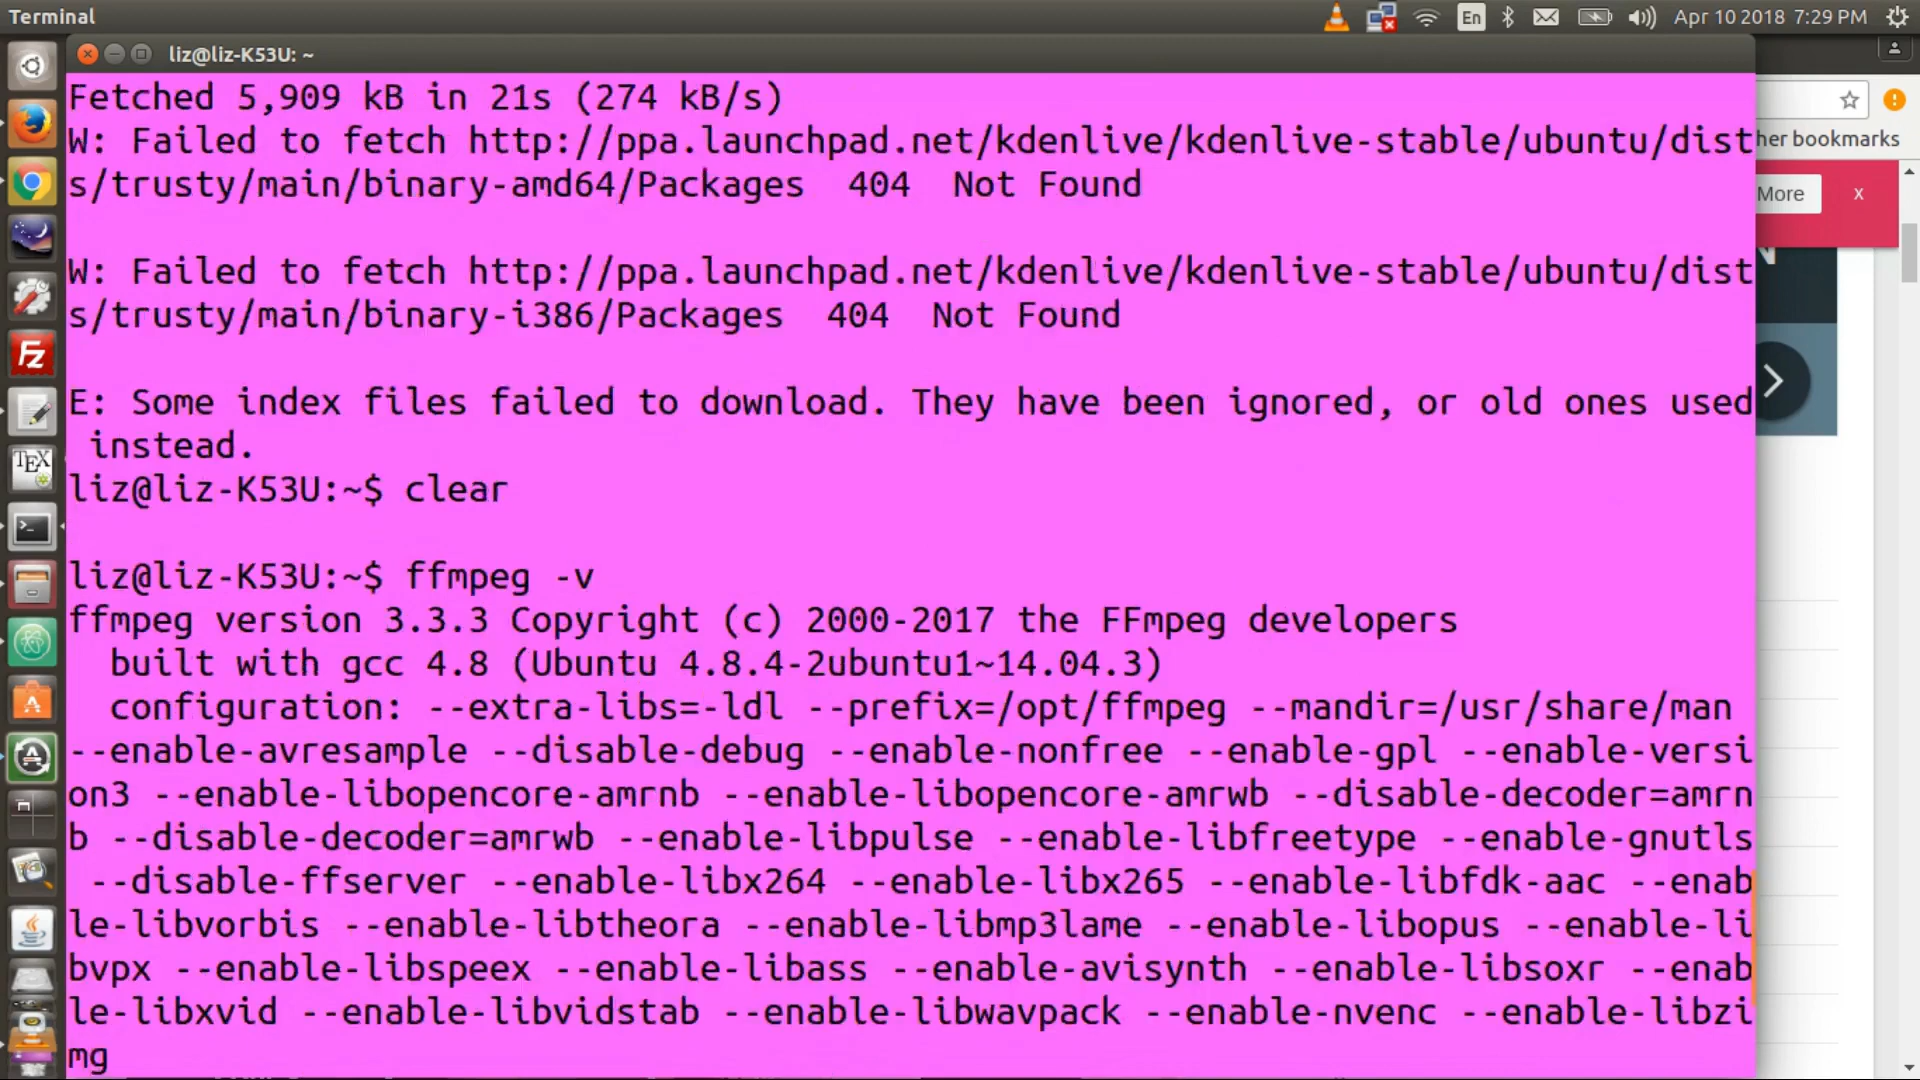 Terminal
En
Apr 10 2018 7:29 PM
liz@liz-K53U: ~
Fetched 5,909 kB in 21s (274 kB/s)
W: Failed to fetch http://ppa.launchpad.net/kdenlive/kdenlive-stable/ubuntu/dist
s/trusty/main/binary-amd64/Packages  404  Not Found
W: Failed to fetch http://ppa.launchpad.net/kdenlive/kdenlive-stable/ubuntu/dist
s/trusty/main/binary-i386/Packages  404  Not Found
E: Some index files failed to download. They have been ignored, or old ones used
 instead.
liz@liz-K53U:~$ clear
liz@liz-K53U:~$ ffmpeg -v
ffmpeg version 3.3.3 Copyright (c) 2000-2017 the FFmpeg developers
  built with gcc 4.8 (Ubuntu 4.8.4-2ubuntu1~14.04.3)
  configuration: --extra-libs=-ldl --prefix=/opt/ffmpeg --mandir=/usr/share/man
--enable-avresample --disable-debug --enable-nonfree --enable-gpl --enable-versi
on3 --enable-libopencore-amrnb --enable-libopencore-amrwb --disable-decoder=amrn
b --disable-decoder=amrwb --enable-libpulse --enable-libfreetype --enable-gnutls
 --disable-ffserver --enable-libx264 --enable-libx265 --enable-libfdk-aac --enab
le-libvorbis --enable-libtheora --enable-libmp3lame --enable-libopus --enable-li
bvpx --enable-libspeex --enable-libass --enable-avisynth --enable-libsoxr --enab
le-libxvid --enable-libvidstab --enable-libwavpack --enable-nvenc --enable-libzi
mg
her bookmarks
More
x
N
Fz
TEX